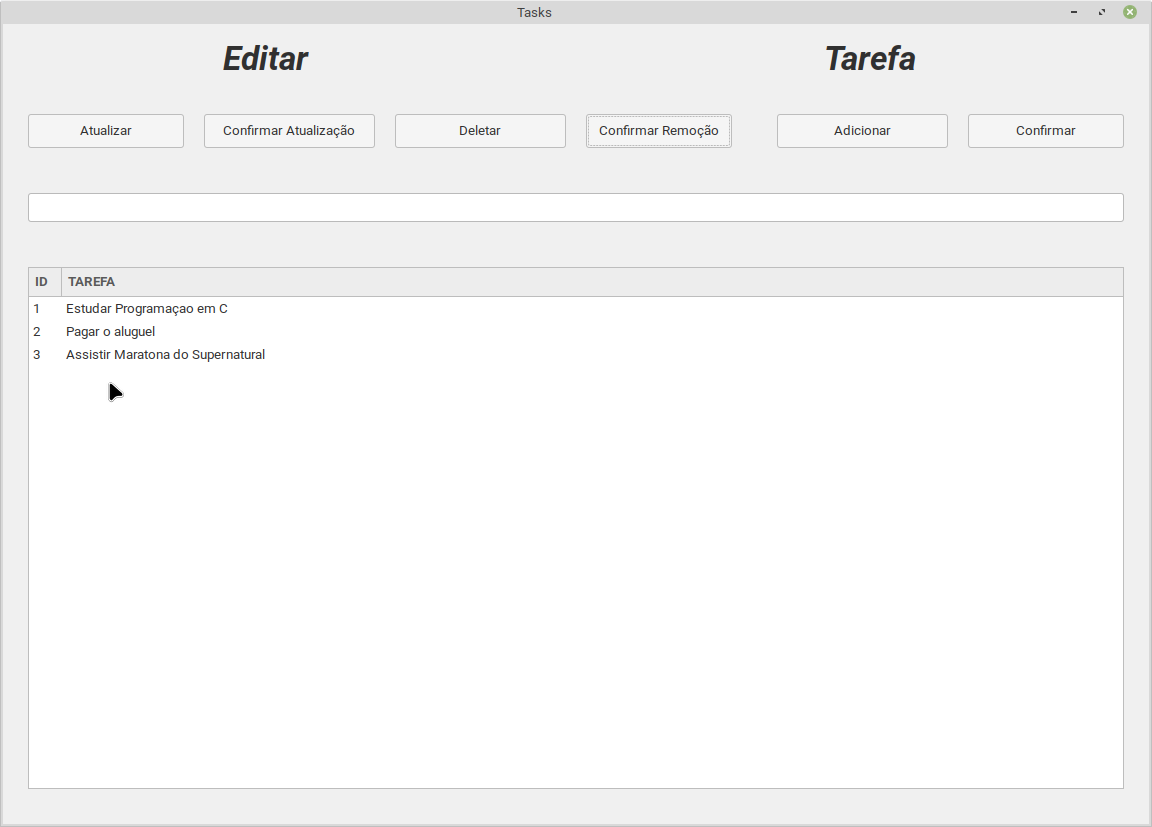 Tasks
Editar Tarefa
Atualizar Confirmar Atualização Deletar Confirmar Remoção Adicionar Confirmar
ID TAREFA
1 Estudar Programaçao em C
2 Pagar o aluguel
3 Assistir Maratona do Supernatural